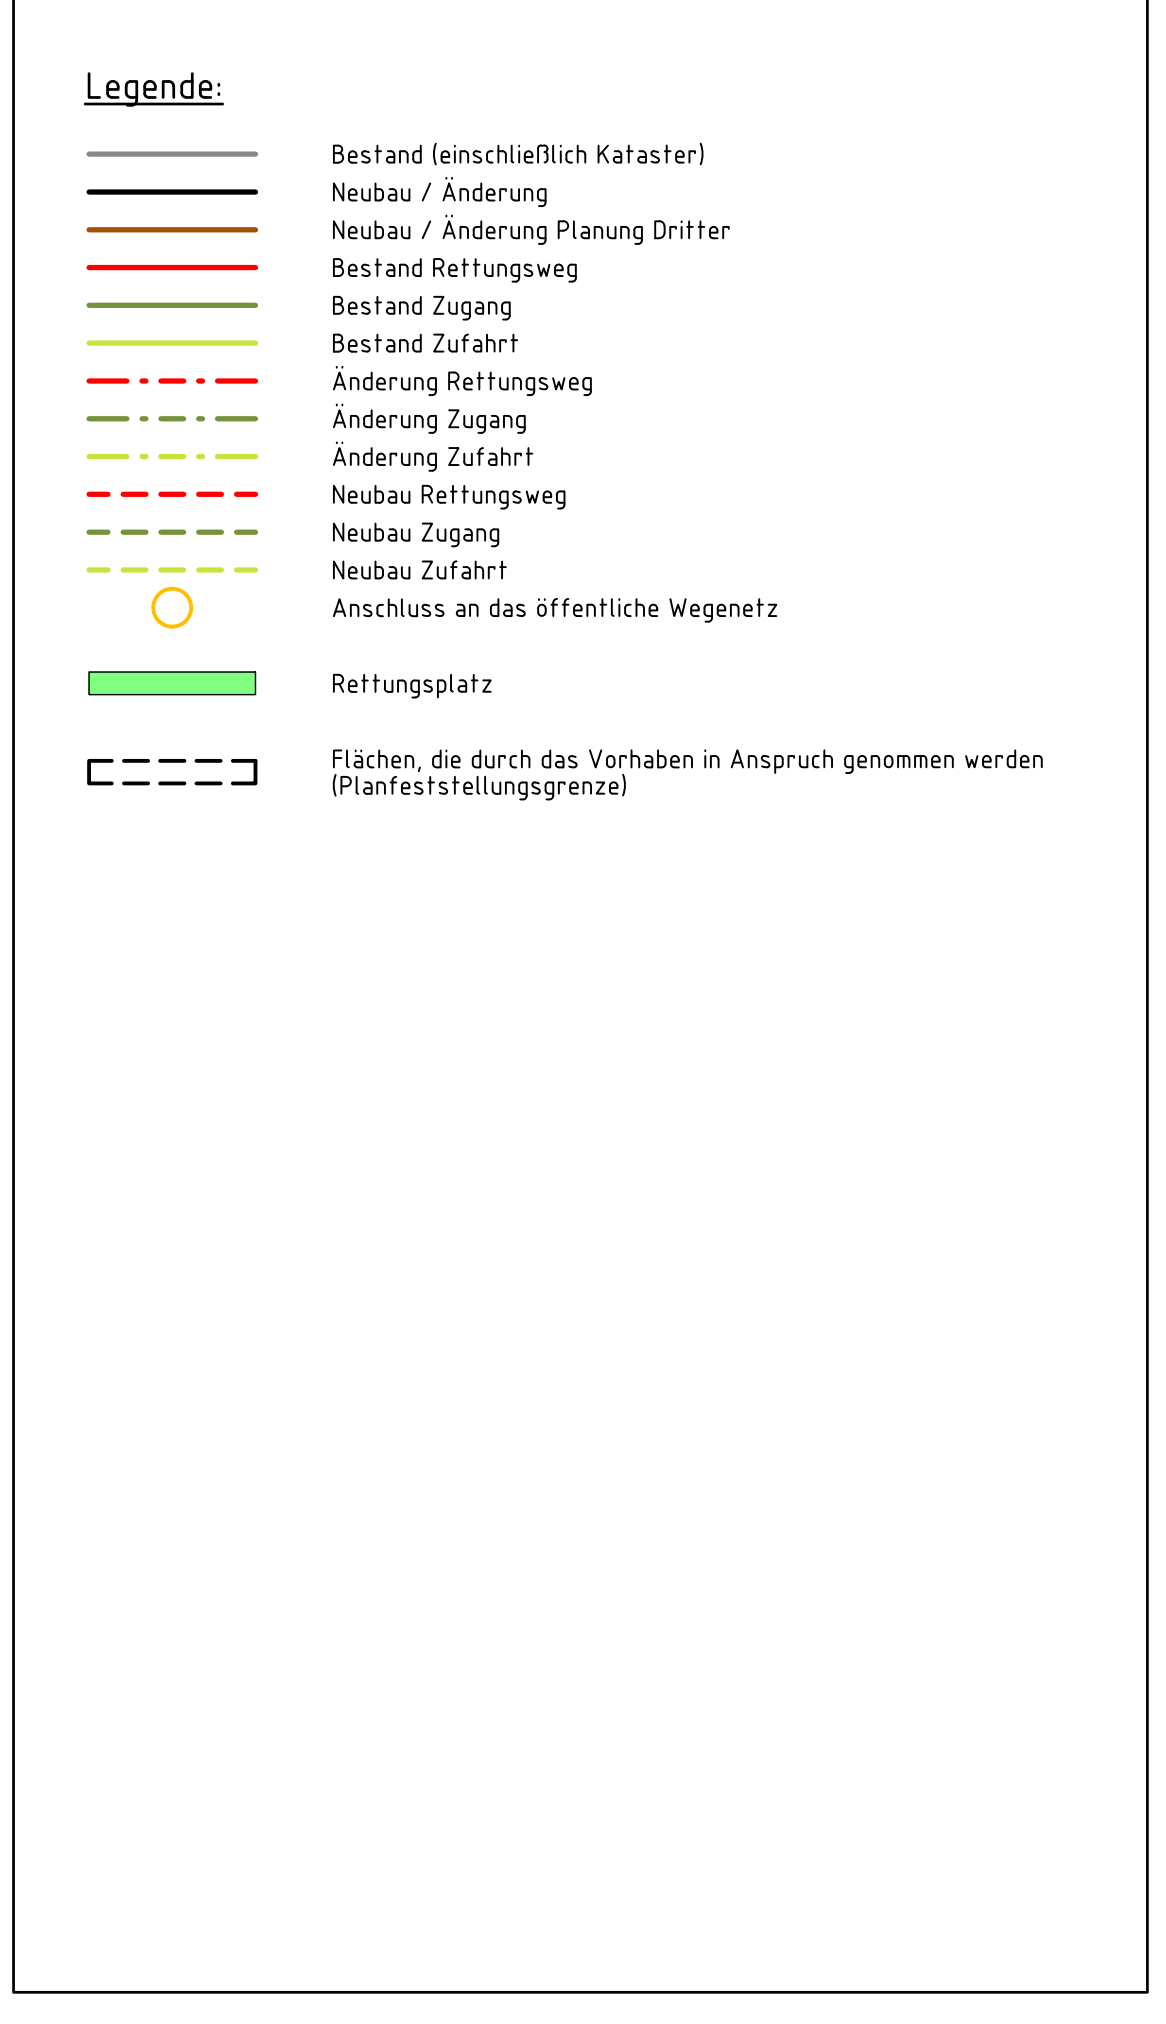 Legende:
Bestand (einschließlich Kataster)
Neubau / Änderung
Neubau / Änderung Planung Dritter
Bestand Rettungsweg
Bestand Zugang
Bestand Zufahrt
Änderung Rettungsweg
Änderung Zugang
Änderung Zufahrt
Neubau Rettungsweg
Neubau Zugang
Neubau Zufahrt
Anschluss an das öffentliche Wegenetz
Rettungsplatz
Flächen, die durch das Vorhaben in Anspruch genommen werden
(Planfeststellungsgrenze)